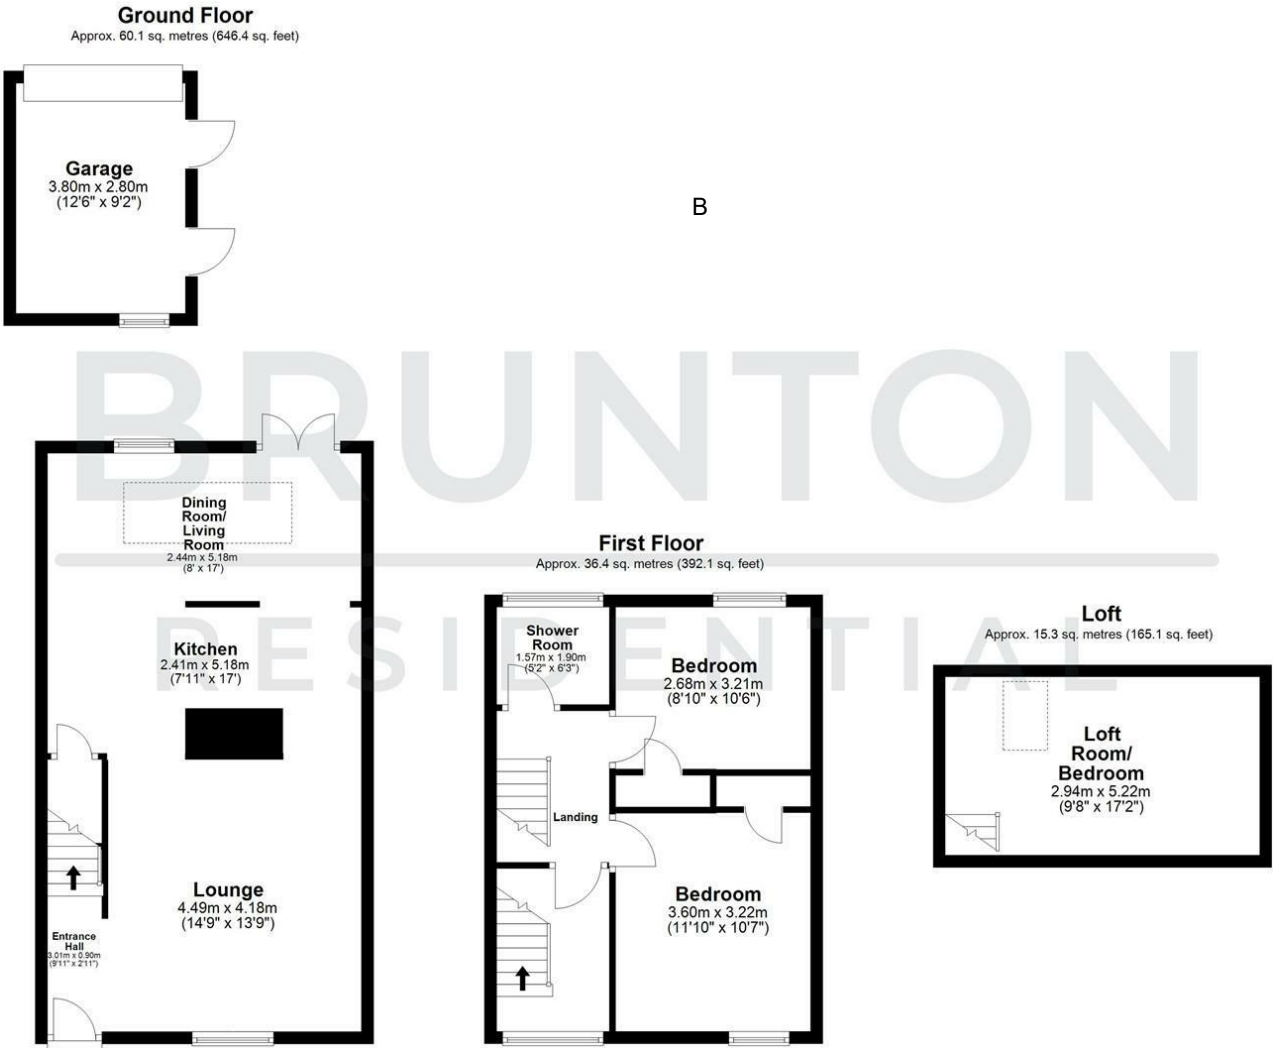 Ground Floor
Approx. 60.1 sq. metres (646.4 sq. feet)
Garage
3.80m x 2.80m
(12'6" x 9'2")
B
BRUNTON
RESIDENTIAL
Dining
Room/
Living
Room
2.44m x 5.18m
(8' x 17')
Kitchen
2.41m x 5.18m
(7'11" x 17')
Lounge
4.49m x 4.18m
(14'9" x 13'9")
Entrance
Hall
3.01m x 0.90m
(9'11" x 2'11")
First Floor
Approx. 36.4 sq. metres (392.1 sq. feet)
Shower
Room
1.57m x 1.90m
(5'2" x 6'3")
Bedroom
2.68m x 3.21m
(8'10" x 10'6")
Landing
Bedroom
3.60m x 3.22m
(11'10" x 10'7")
Loft
Approx. 15.3 sq. metres (165.1 sq. feet)
Loft
Room/
Bedroom
2.94m x 5.22m
(9'8" x 17'2")